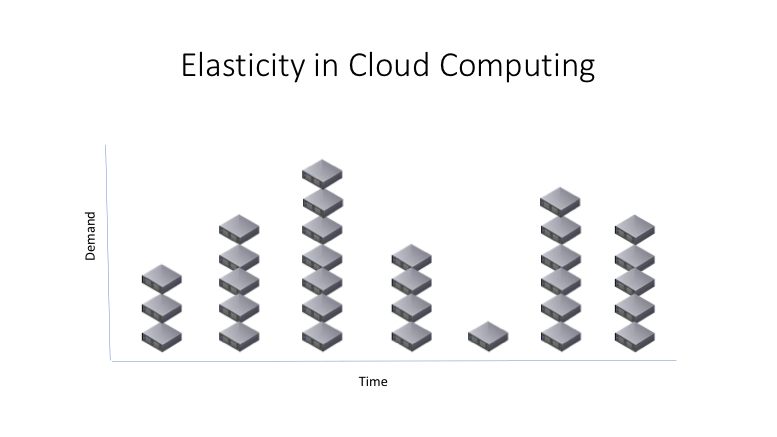 Elasticity in Cloud Computing
Demand
Time